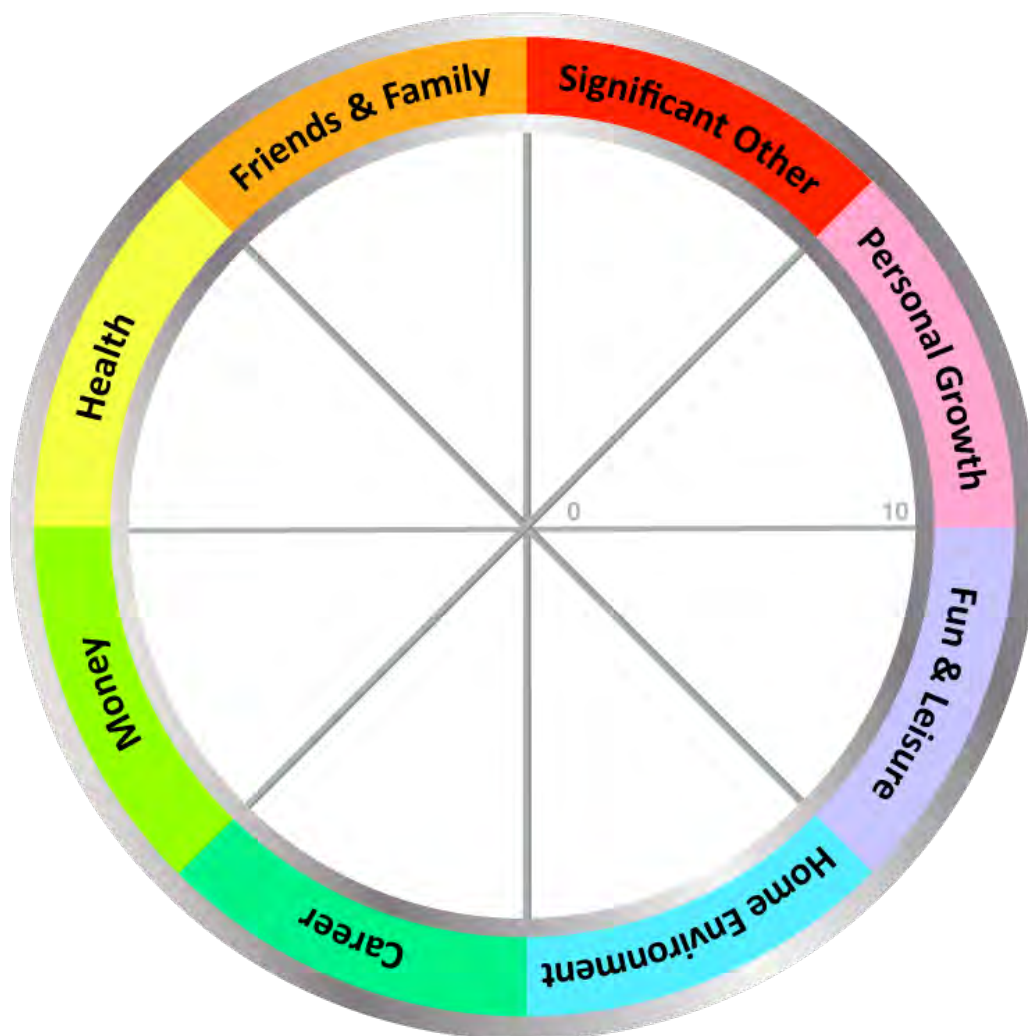 Friends & Family
Significant Other
Personal Growth
Health
0
10
Fun & Leisure
Money
Home Environment
Career